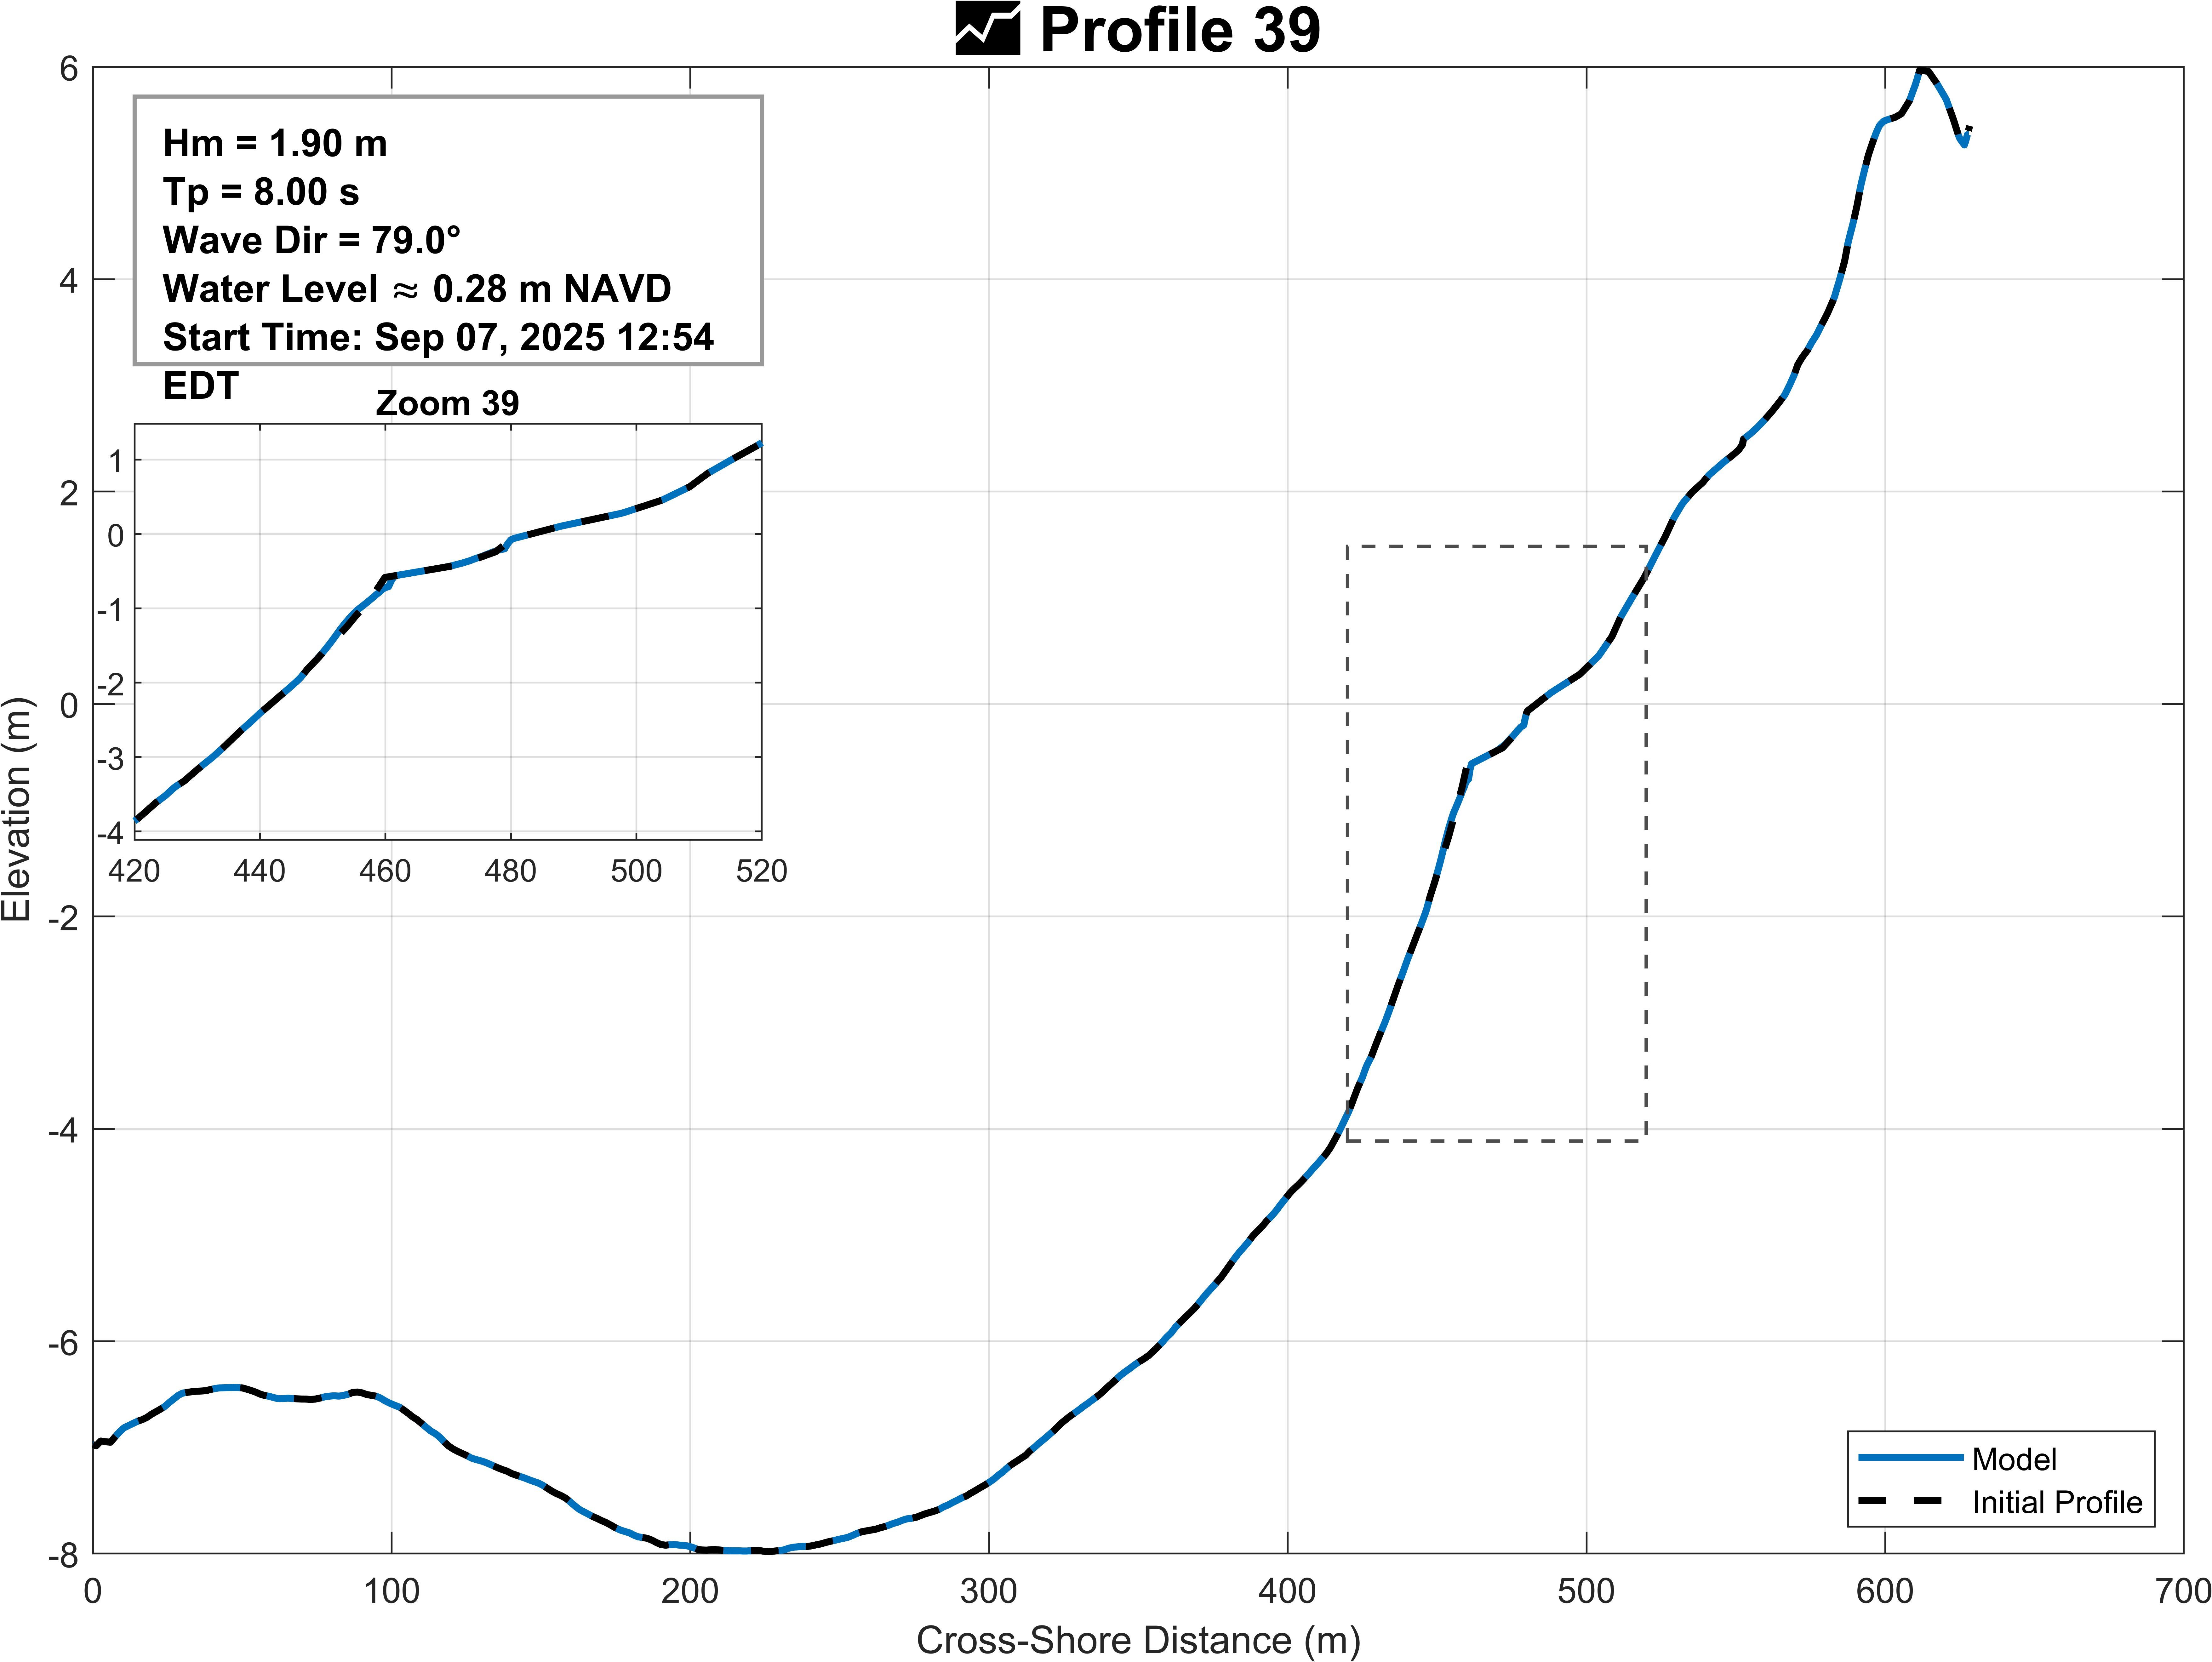 Profile 39
6
Hm = 1.90 m
Tp = 8.00 s
Wave Dir = 79.0°
Water Level ≈ 0.28 m NAVD
Start Time: Sep 07, 2025 12:54
EDT
Zoom 39
1
0
-1
-2
-3
-4
420 440 460 480 500 520
4
2
0
-2
-4
-6
-8
Elevation (m)
0 100 200 300 400 500 600 700
Cross-Shore Distance (m)
Model
Initial Profile